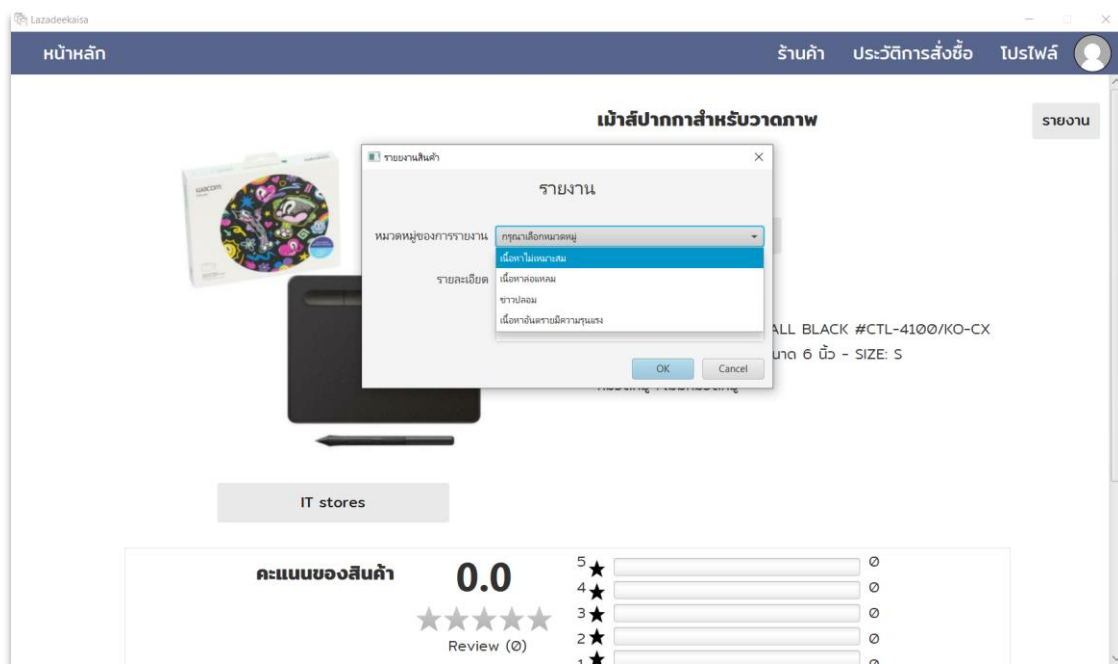 Lazadeekaisa
หน้าหลัก
ร้านค้า
ประวัติการสั่งซื้อ
โปรไฟล์
เม้าส์ปากกาสำหรับวาดภาพ
รายงาน
wacom
รายงานสินค้า
รายงาน
หมวดหมู่ของการรายงาน
กรุณาเลือกหมวดหมู่
เนื้อหาไม่เหมาะสม
รายละเอียด
เนื้อหาล่อแหลม
ข่าวปลอม
เนื้อหาอันตรายมีความรุนแรง
ALL BLACK #CTL-4100/KO-CX
นาด 6 นิ้ว - SIZE: S
OK
Cancel
IT stores
คะแนนของสินค้า
0.0
Review (0)
5 ★ 0
4 ★ 0
3 ★ 0
2 ★ 0
1 ★ 0